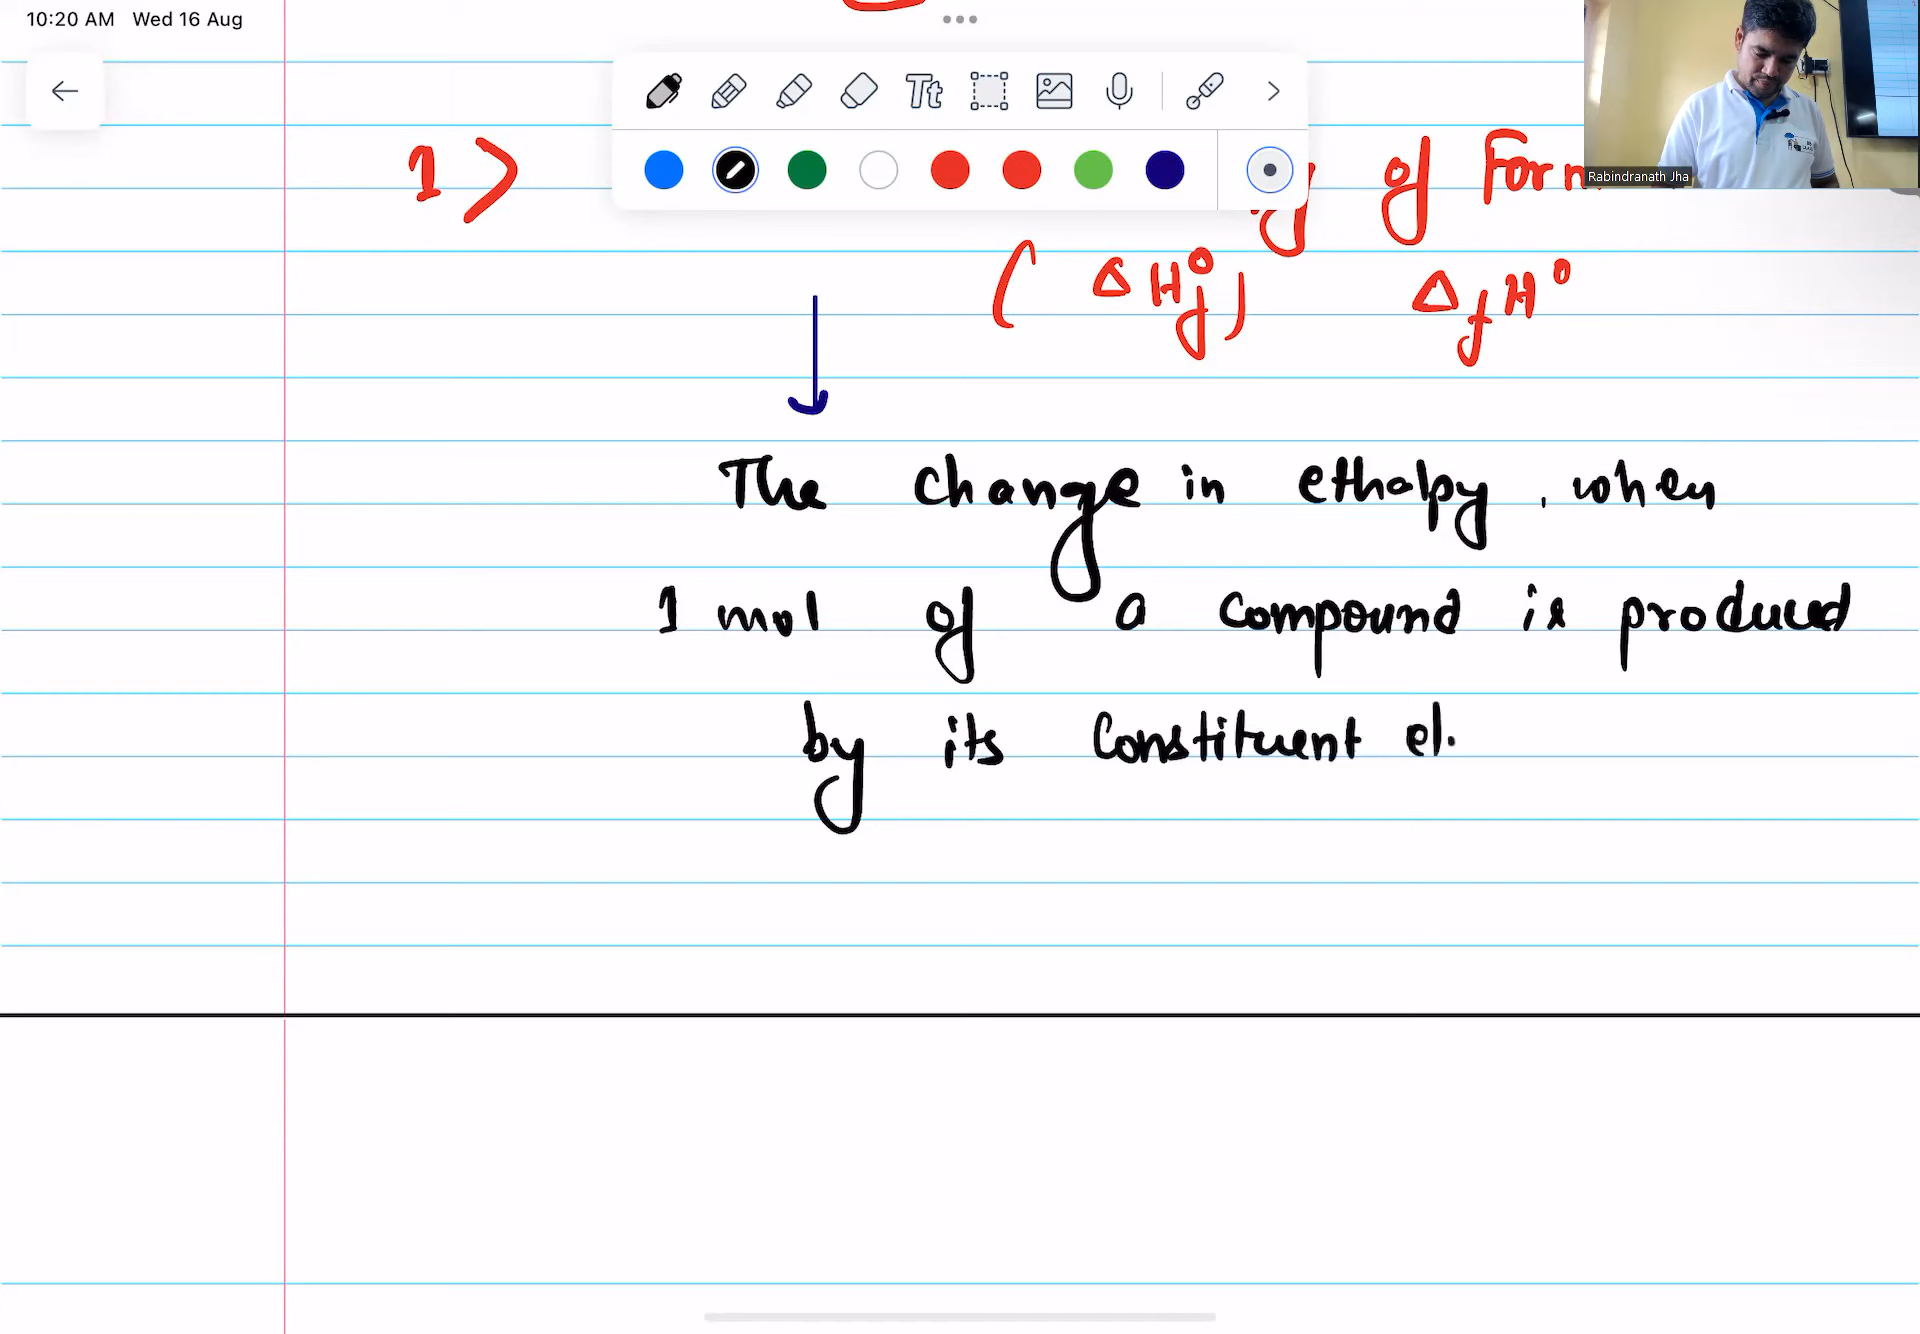 10:20 AM Wed 16 Aug
Tt
Rabindranath Jha
1> of Form
(ΔH°f) ΔfH°
The change in ethalpy, when
1 mol of a compound is produced
by its Constituent el.